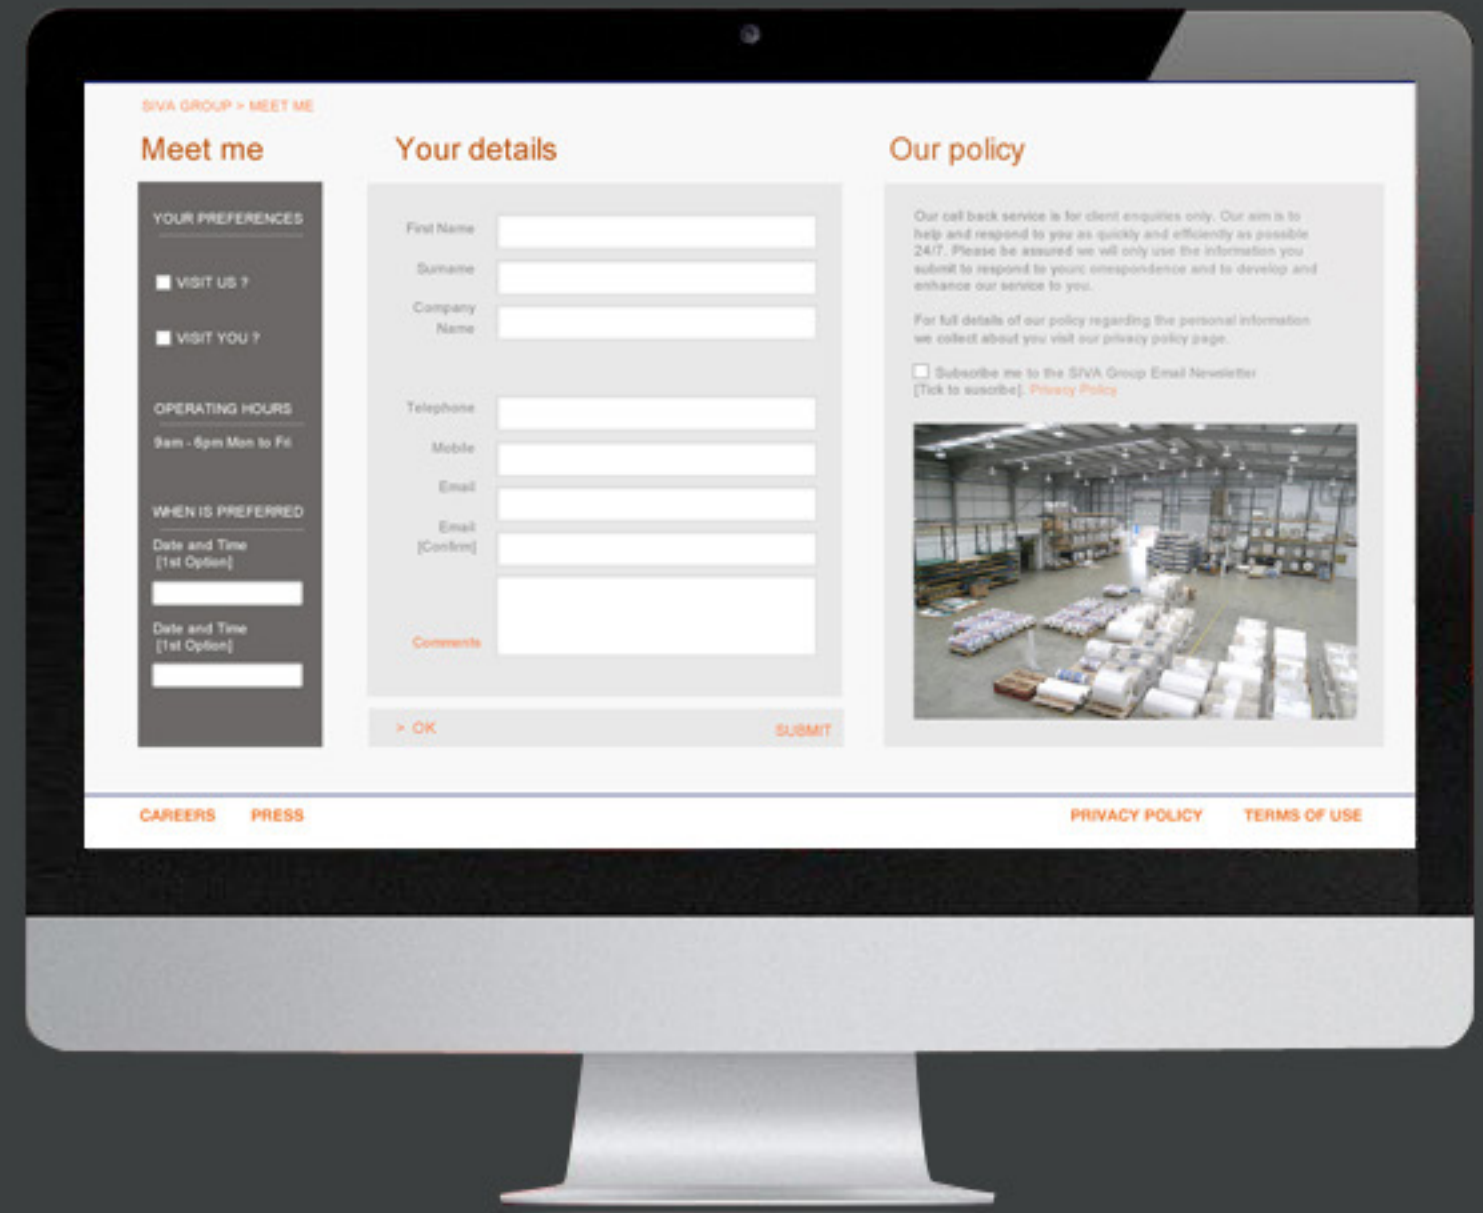 SIVA GROUP > MEET ME
Meet me
YOUR PREFERENCES
VISIT US ?
VISIT YOU ?
OPERATING HOURS
9am - 6pm Mon to Fri
WHEN IS PREFERRED
Date and Time
[1st Option]
Date and Time
[1st Option]
Your details
First Name
Surname
Company
Name
Telephone
Mobile
Email
Email
[Confirm]
Comments
> OK
SUBMIT
Our policy
Our call back service is for client enquiries only. Our aim is to
help and respond to you as quickly and efficiently as possible
24/7. Please be assured we will only use the information you
submit to respond to yourc orrespondence and to develop and
enhance our service to you.
For full details of our policy regarding the personal information
we collect about you visit our privacy policy page.
Subscribe me to the SIVA Group Email Newsletter
[Tick to suscribe]. Privacy Policy
CAREERS
PRESS
PRIVACY POLICY
TERMS OF USE